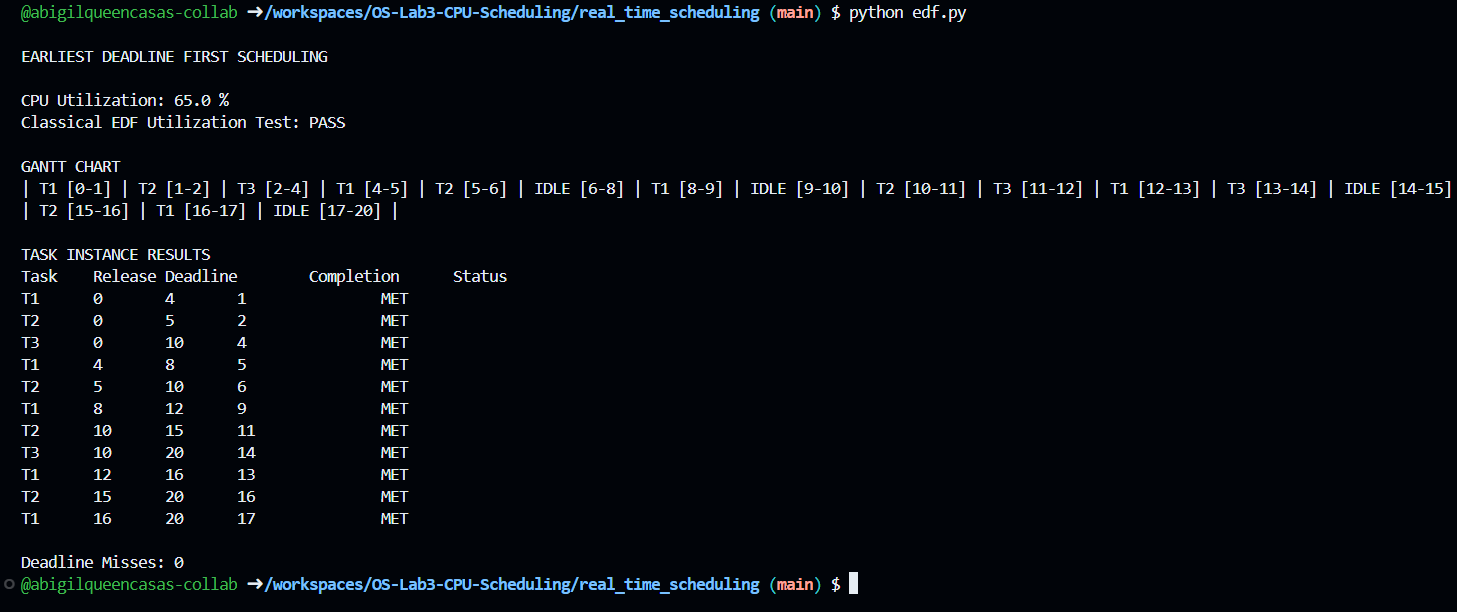 @abigilqueencasas-collab ➜/workspaces/OS-Lab3-CPU-Scheduling/real_time_scheduling (main) $ python edf.py
EARLIEST DEADLINE FIRST SCHEDULING
CPU Utilization: 65.0 %
Classical EDF Utilization Test: PASS
GANTT CHART
| T1 [0-1] | T2 [1-2] | T3 [2-4] | T1 [4-5] | T2 [5-6] | IDLE [6-8] | T1 [8-9] | IDLE [9-10] | T2 [10-11] | T3 [11-12] | T1 [12-13] | T3 [13-14] | IDLE [14-15]
| T2 [15-16] | T1 [16-17] | IDLE [17-20] |
TASK INSTANCE RESULTS
Task Release Deadline Completion Status
T1 0 4 1 MET
T2 0 5 2 MET
T3 0 10 4 MET
T1 4 8 5 MET
T2 5 10 6 MET
T1 8 12 9 MET
T2 10 15 11 MET
T3 10 20 14 MET
T1 12 16 13 MET
T2 15 20 16 MET
T1 16 20 17 MET
Deadline Misses: 0
@abigilqueencasas-collab ➜/workspaces/OS-Lab3-CPU-Scheduling/real_time_scheduling (main) $